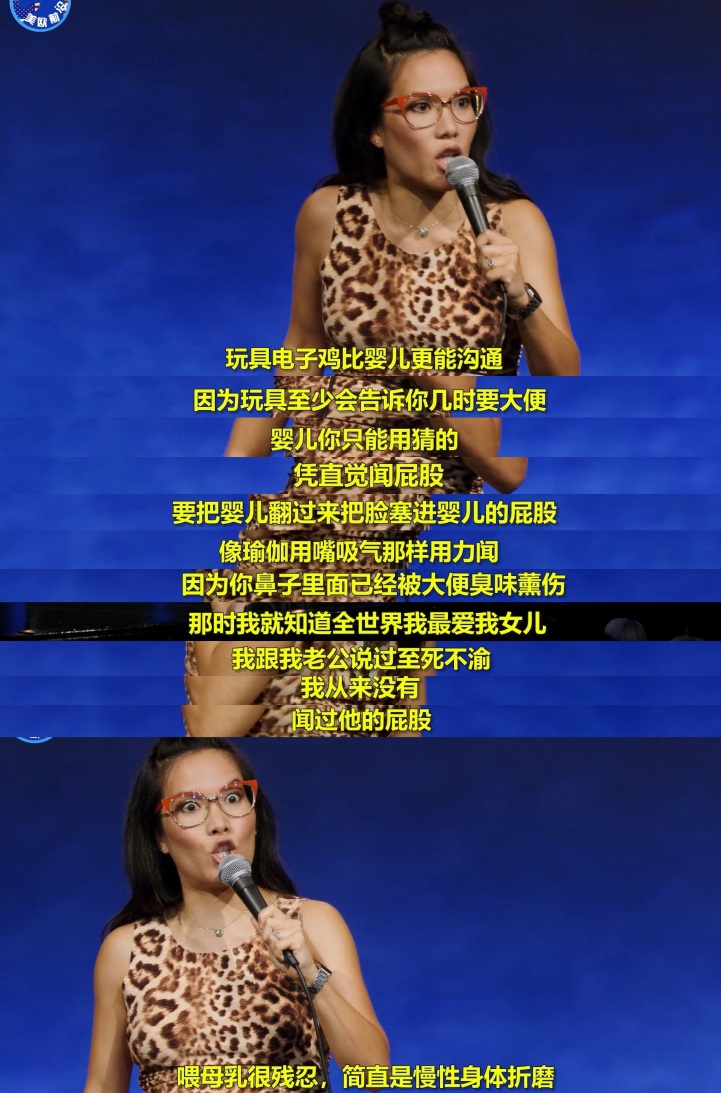 玩具电子鸡比婴儿更能沟通
因为玩具至少会告诉你几时要大便
婴儿你只能用猜的
凭直觉闻屁股
要把婴儿翻过来把脸塞进婴儿的屁股
像瑜伽用嘴吸气那样用力闻
因为你鼻子里面已经被大便臭味薰伤
那时我就知道全世界我最爱我女儿
我跟我老公说过至死不渝
我从来没有
闻过他的屁股
喂母乳很残忍，简直是慢性身体折磨